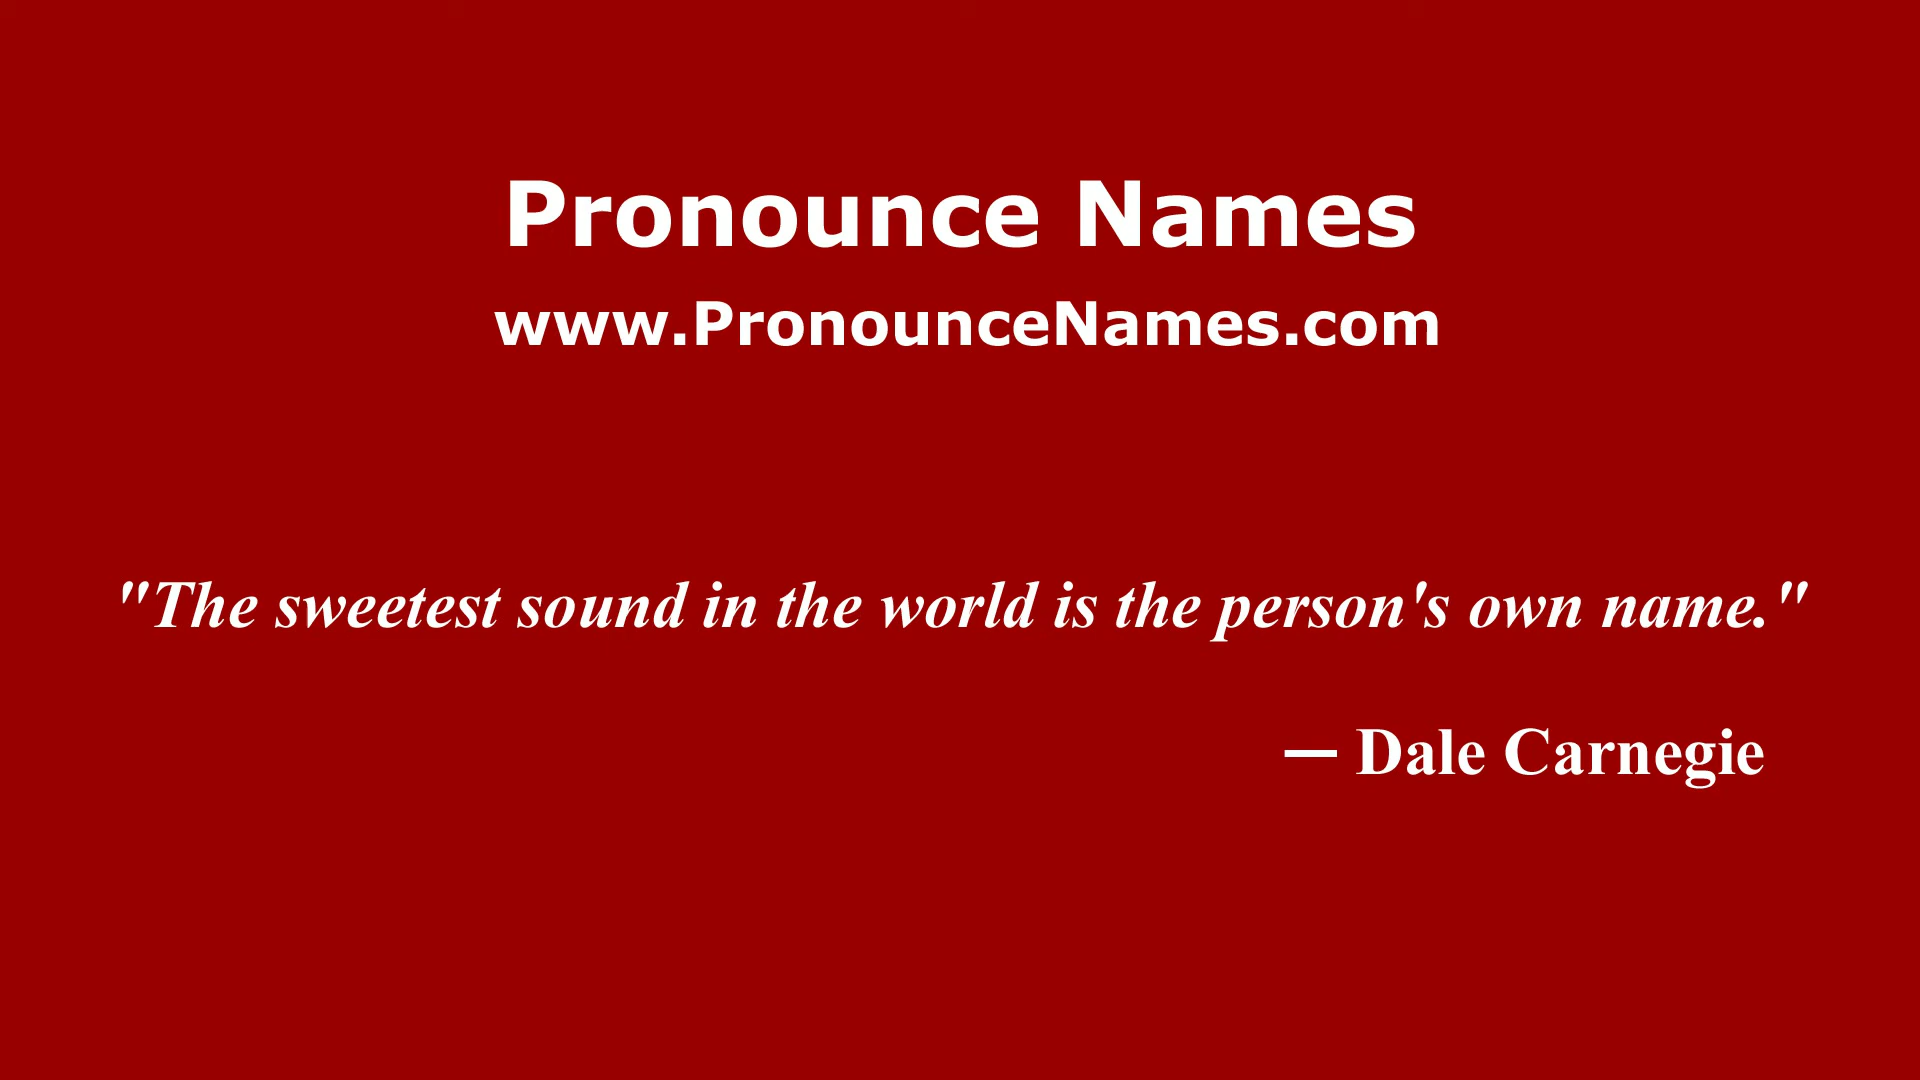 Pronounce Names
www.PronounceNames.com
"The sweetest sound in the world is the person's own name."
— Dale Carnegie